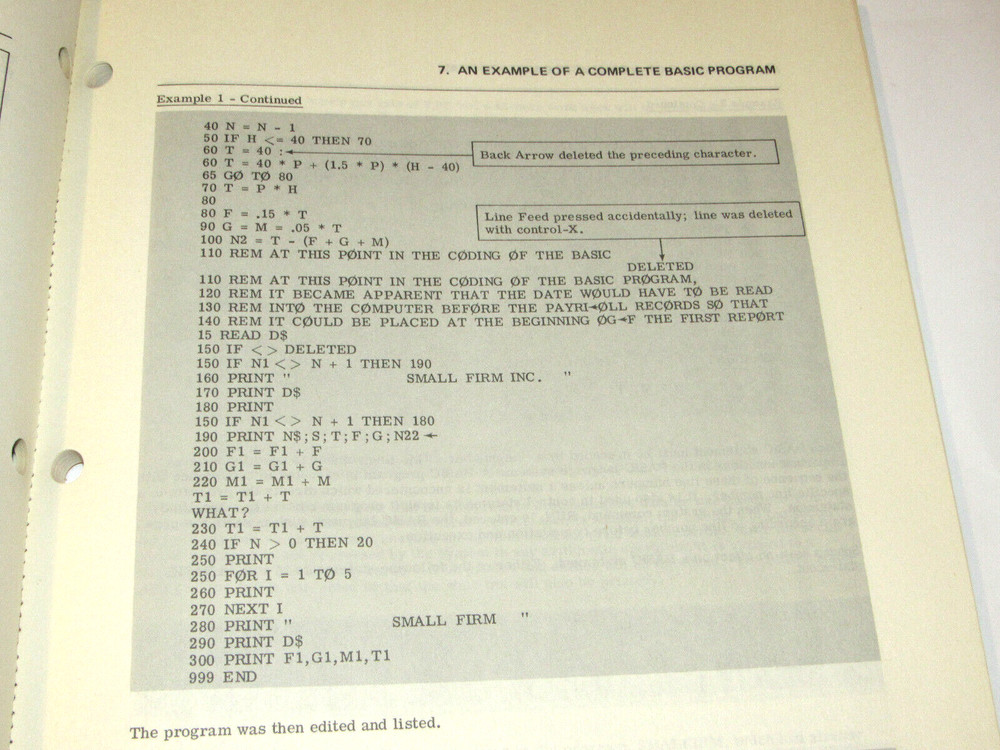 7. AN EXAMPLE OF A COMPLETE BASIC PROGRAM
Example 1 - Continued
40 N = N - 1
50 IF H <= 40 THEN 70
60 T = 40 :←
Back Arrow deleted the preceding character.
60 T = 40 * P + (1.5 * P) * (H - 40)
65 GØ TØ 80
70 T = P * H
80
80 F = .15 * T
90 G = M = .05 * T
100 N2 = T - (F + G + M)
Line Feed pressed accidentally; line was deleted
with control-X.
110 REM AT THIS PØINT IN THE CØDING ØF THE BASIC
DELETED
110 REM AT THIS PØINT IN THE CØDING ØF THE BASIC PRØGRAM,
120 REM IT BECAME APPARENT THAT THE DATE WØULD HAVE TØ BE READ
130 REM INTØ THE CØMPUTER BEFØRE THE PAYRI←ØLL RECØRDS SØ THAT
140 REM IT CØULD BE PLACED AT THE BEGINNING ØG←F THE FIRST REPØRT
15 READ D$
150 IF <> DELETED
150 IF N1 <> N + 1 THEN 190
160 PRINT " SMALL FIRM INC. "
170 PRINT D$
180 PRINT
150 IF N1 <> N + 1 THEN 180
190 PRINT N$;S;T;F;G;N22←
200 F1 = F1 + F
210 G1 = G1 + G
220 M1 = M1 + M
T1 = T1 + T
WHAT?
230 T1 = T1 + T
240 IF N > 0 THEN 20
250 PRINT
250 FØR I = 1 TØ 5
260 PRINT
270 NEXT I
280 PRINT " SMALL FIRM "
290 PRINT D$
300 PRINT F1,G1,M1,T1
999 END
The program was then edited and listed.